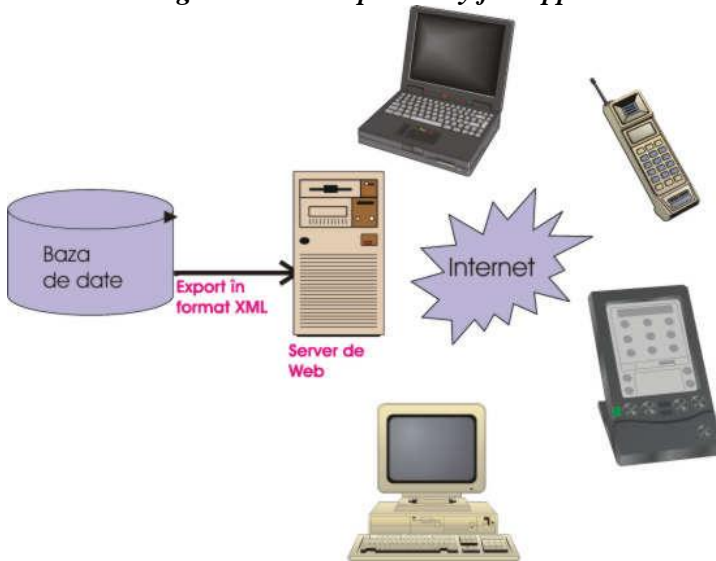 Baza
de date
Export în
format XML
Server de
Web
Internet